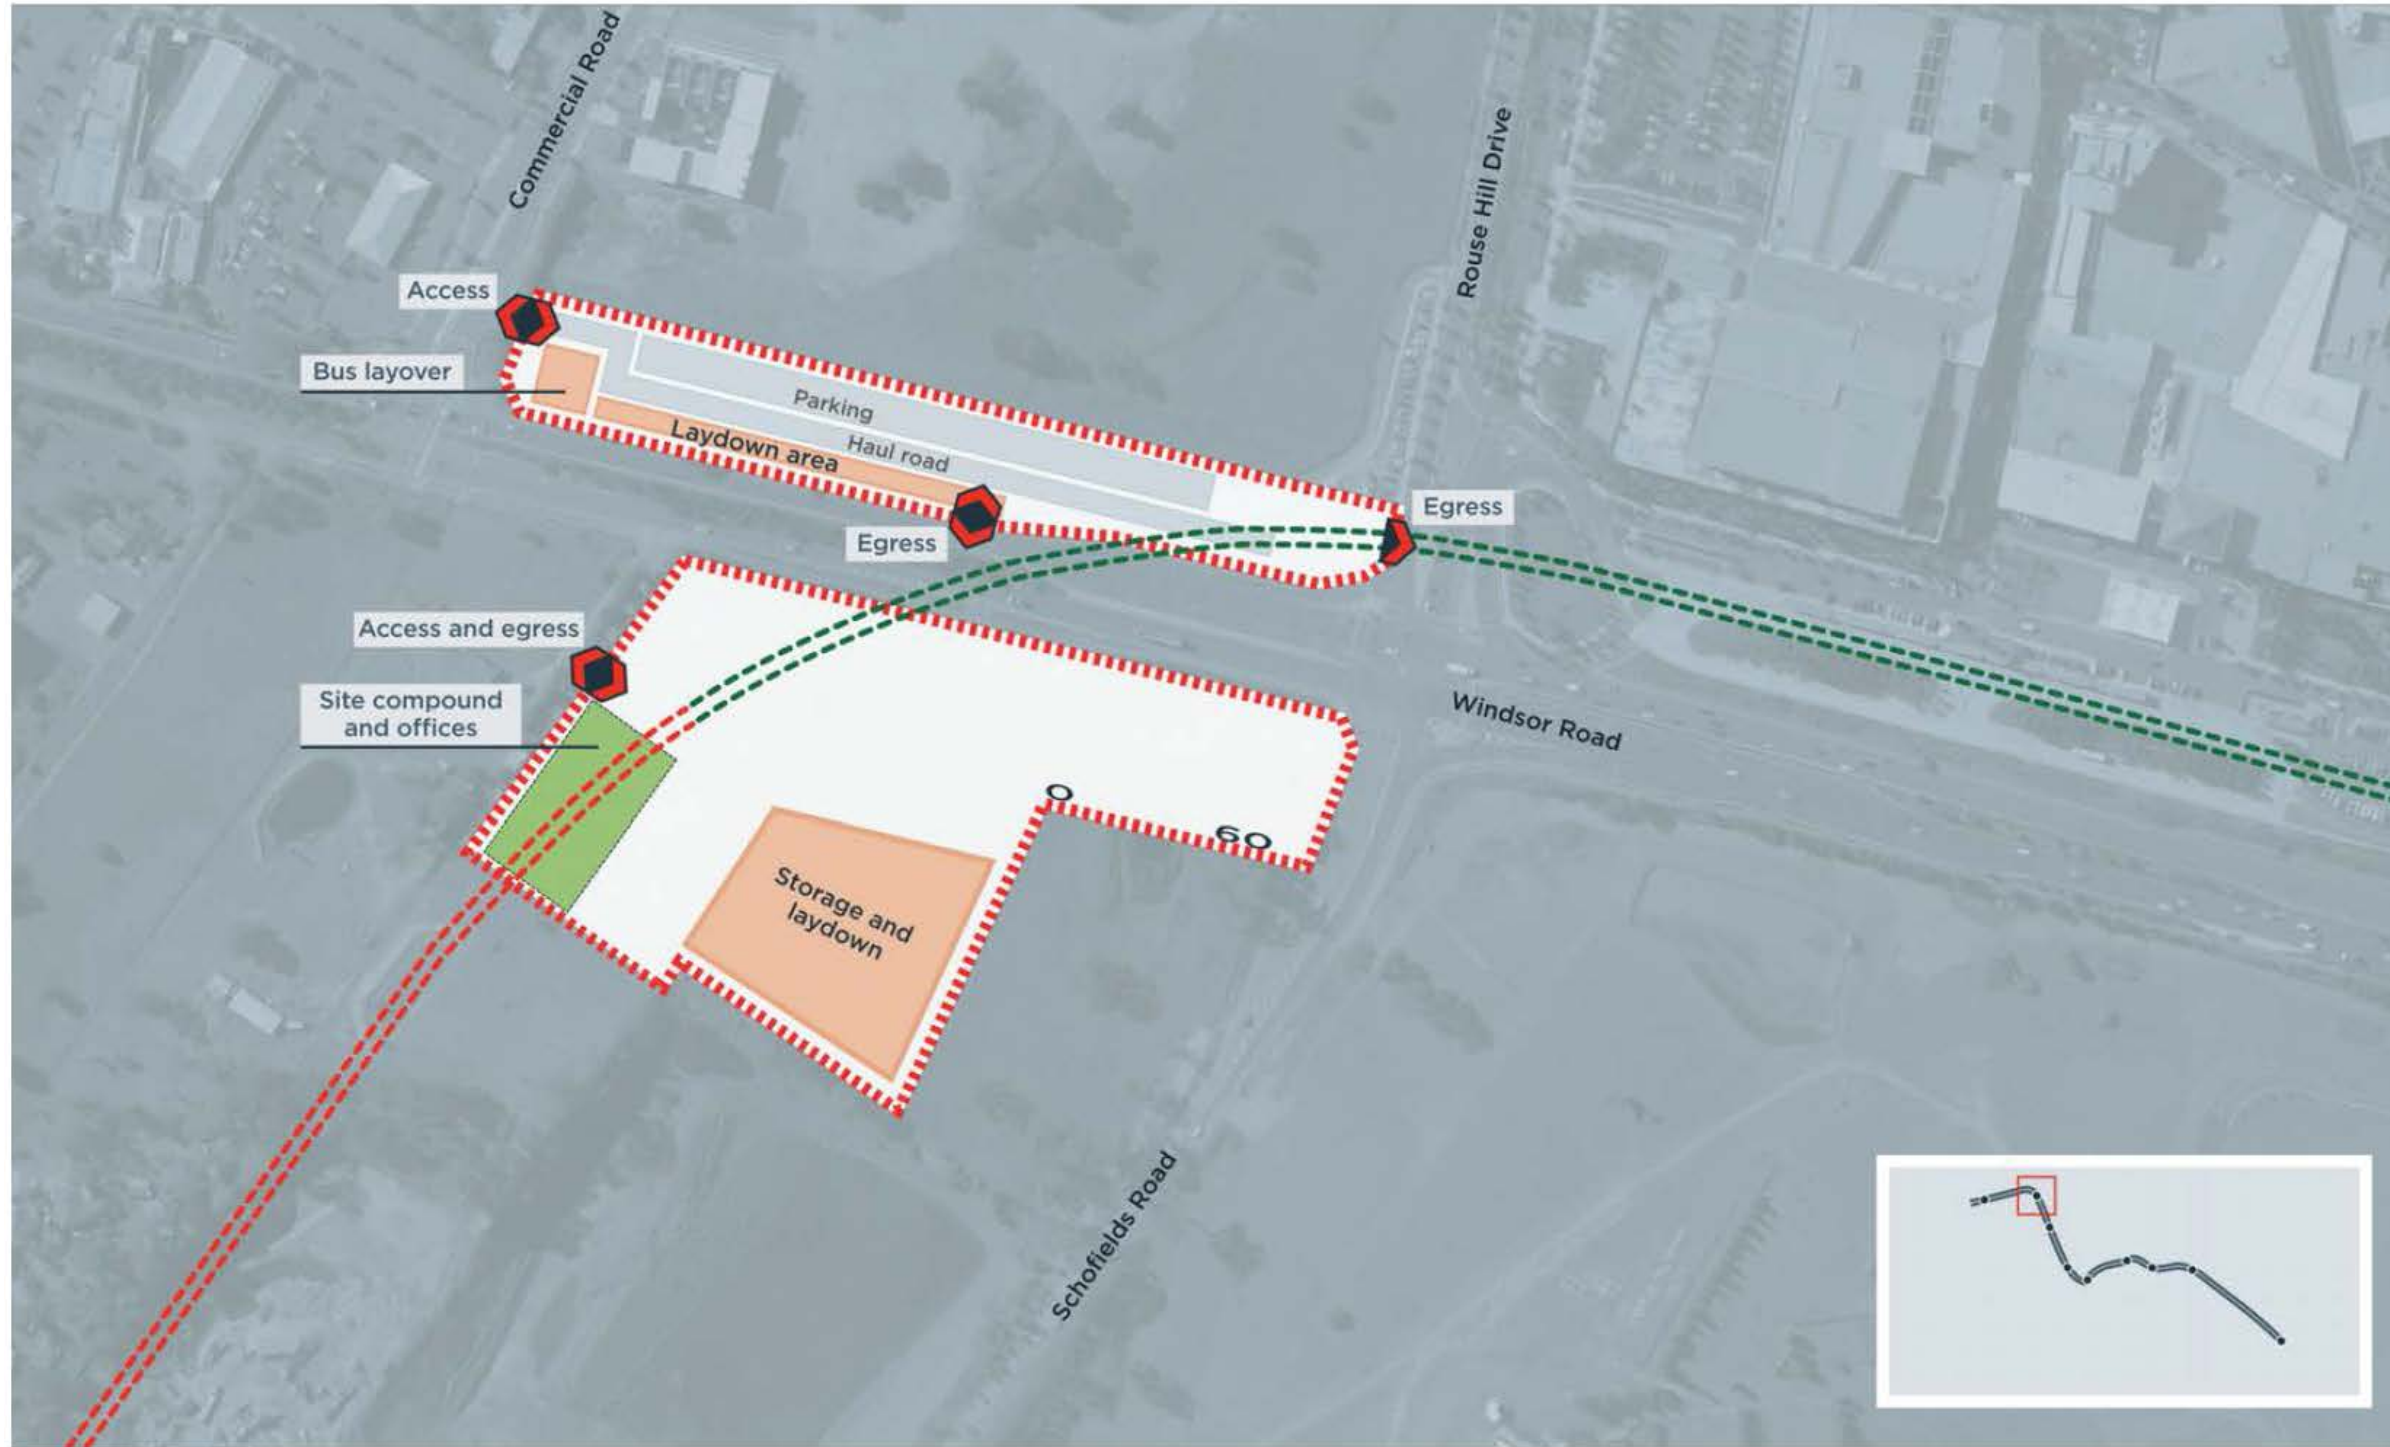 Commercial Road
Rouse Hill Drive
Access
Bus layover
Parking
Haul road
Laydown area
Egress
Egress
Access and egress
Site compound
and offices
Windsor Road
0
60
Storage and
laydown
Schofields Road